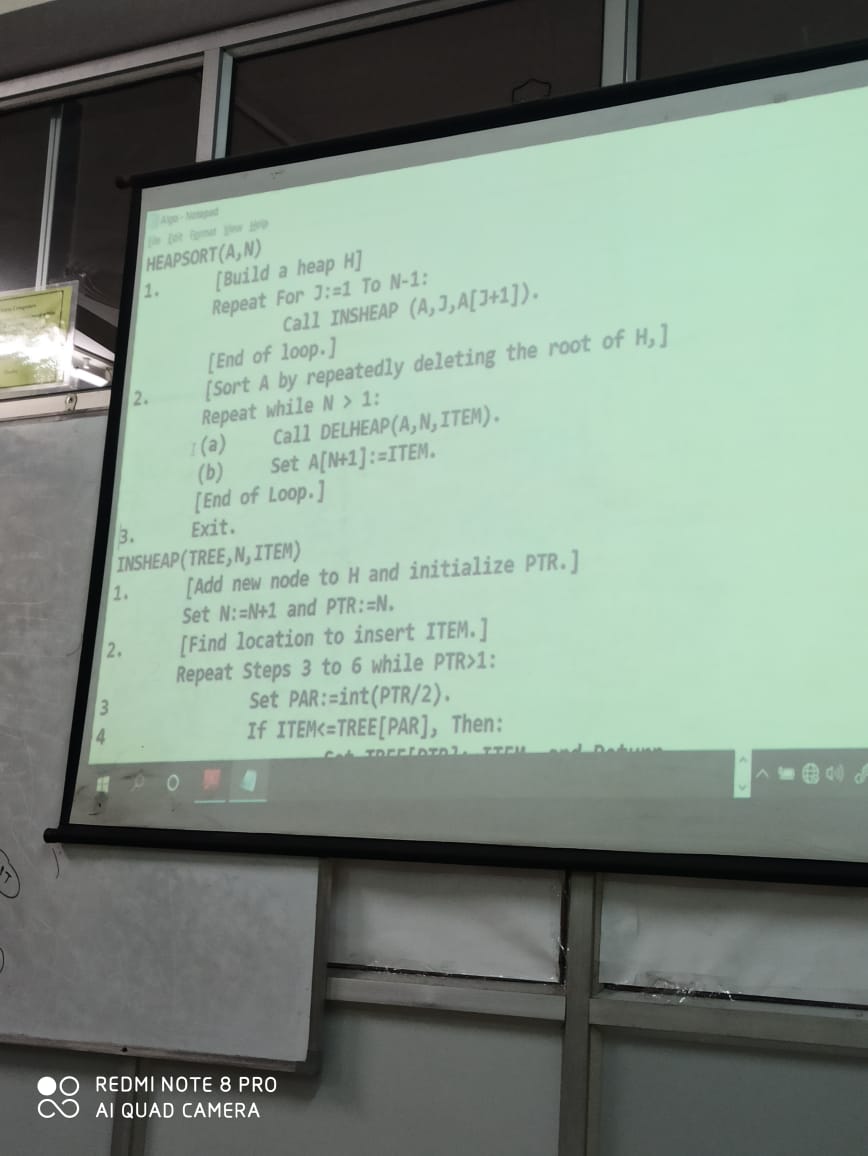 Algo - Notepad
File Edit Format View Help
HEAPSORT(A,N)
1. [Build a heap H]
Repeat For J:=1 To N-1:
Call INSHEAP (A,J,A[J+1]).
[End of loop.]
2. [Sort A by repeatedly deleting the root of H,]
Repeat while N > 1:
(a) Call DELHEAP(A,N,ITEM).
(b) Set A[N+1]:=ITEM.
[End of Loop.]
3. Exit.
INSHEAP(TREE,N,ITEM)
1. [Add new node to H and initialize PTR.]
Set N:=N+1 and PTR:=N.
2. [Find location to insert ITEM.]
Repeat Steps 3 to 6 while PTR>1:
3 Set PAR:=int(PTR/2).
4 If ITEM<=TREE[PAR], Then:
REDMI NOTE 8 PRO
AI QUAD CAMERA